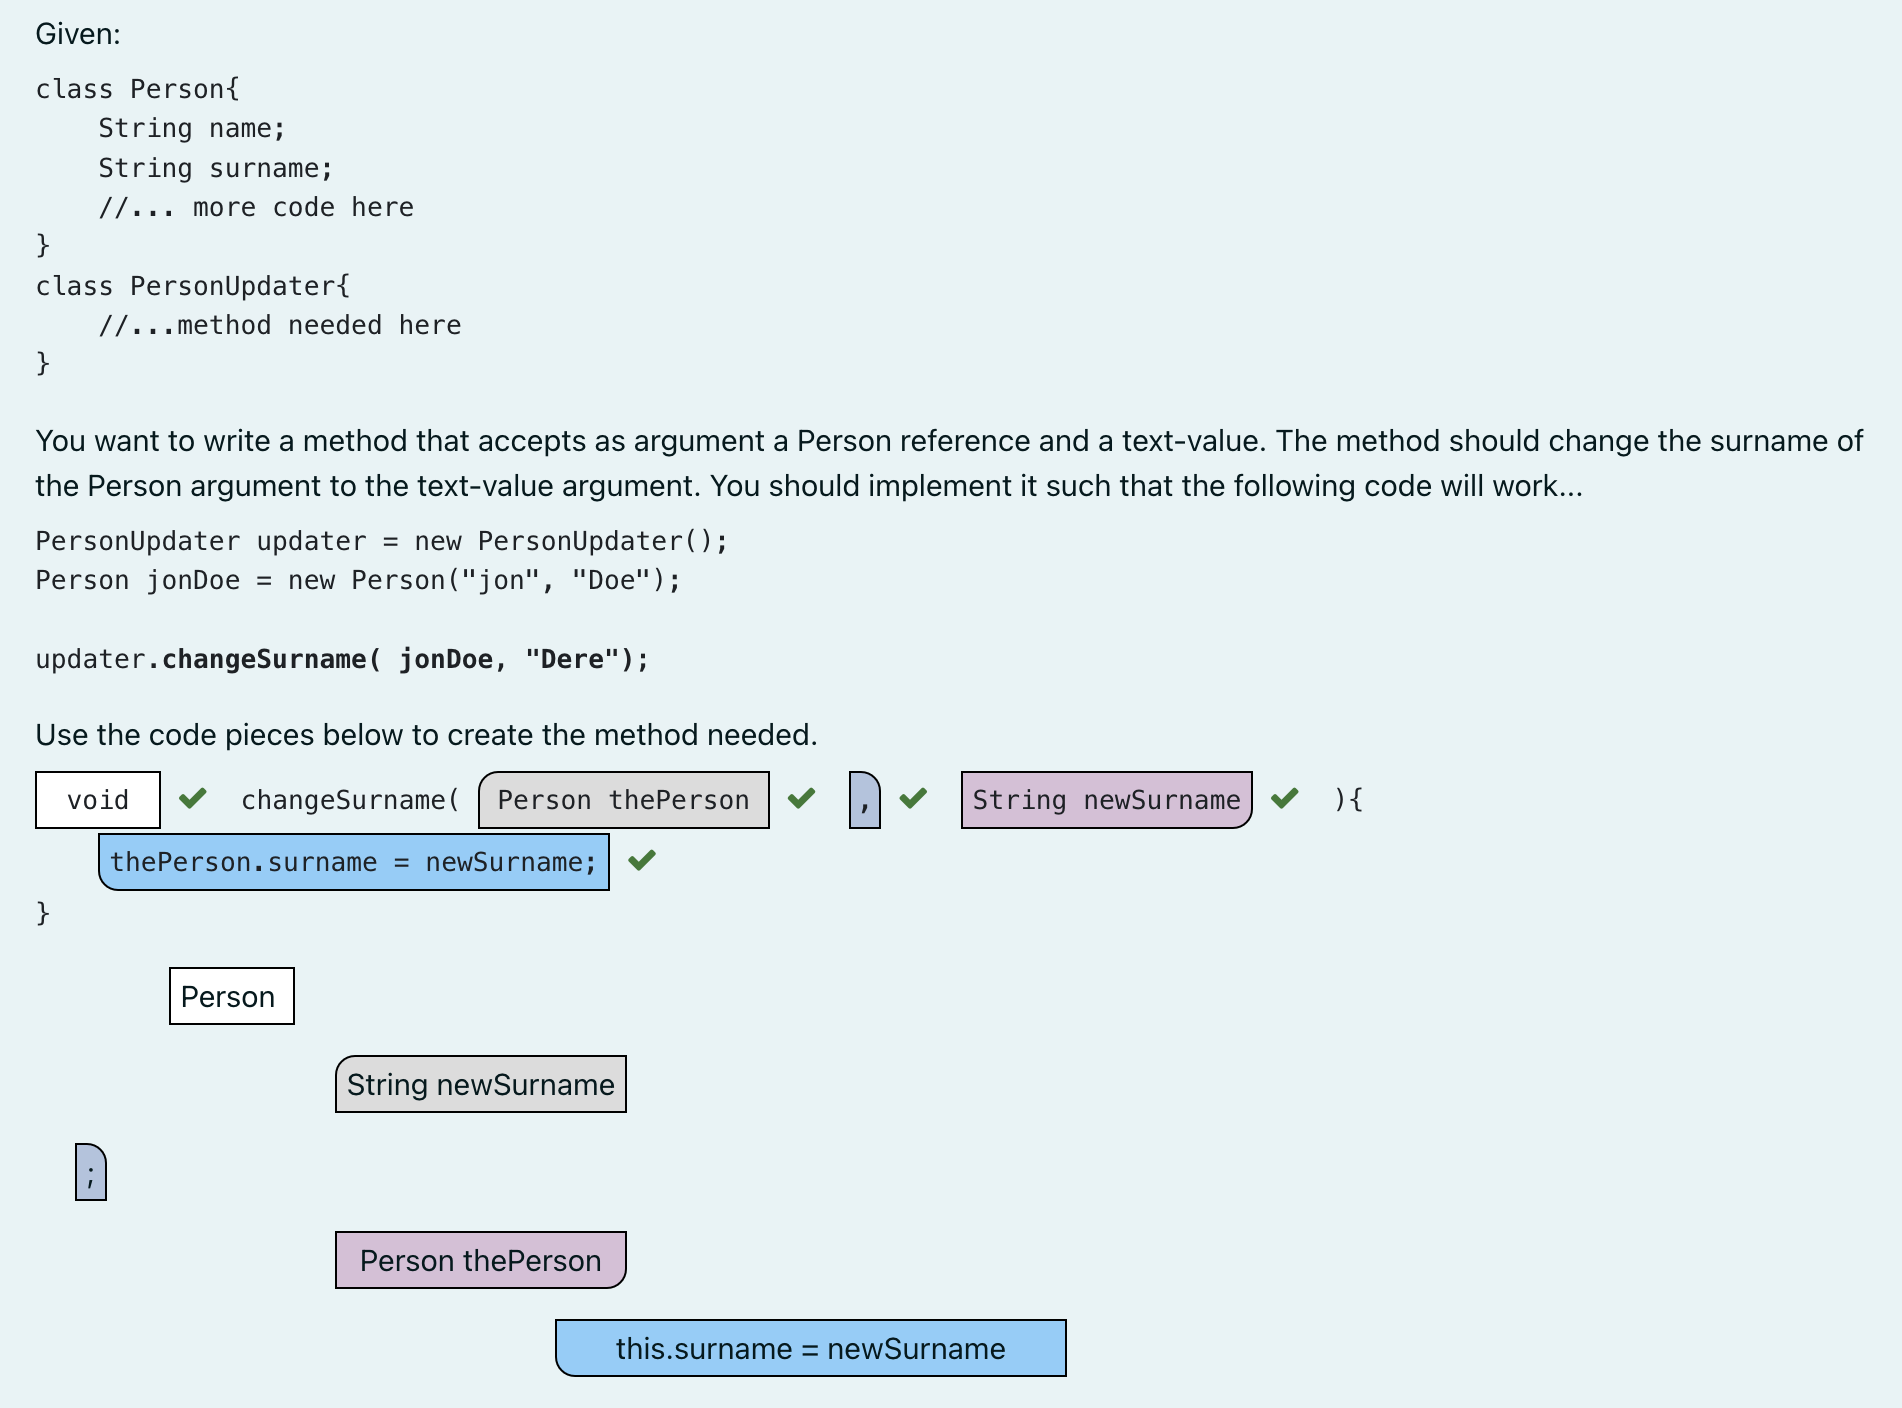 Given:
class Person{
    String name;
    String surname;
    //... more code here
}
class PersonUpdater{
    //...method needed here
}
You want to write a method that accepts as argument a Person reference and a text-value. The method should change the surname of
the Person argument to the text-value argument. You should implement it such that the following code will work...
PersonUpdater updater = new PersonUpdater();
Person jonDoe = new Person("jon", "Doe");
updater.changeSurname( jonDoe, "Dere");
Use the code pieces below to create the method needed.
void changeSurname( Person thePerson , String newSurname ){
    thePerson.surname = newSurname;
}
Person
String newSurname
;
Person thePerson
this.surname = newSurname